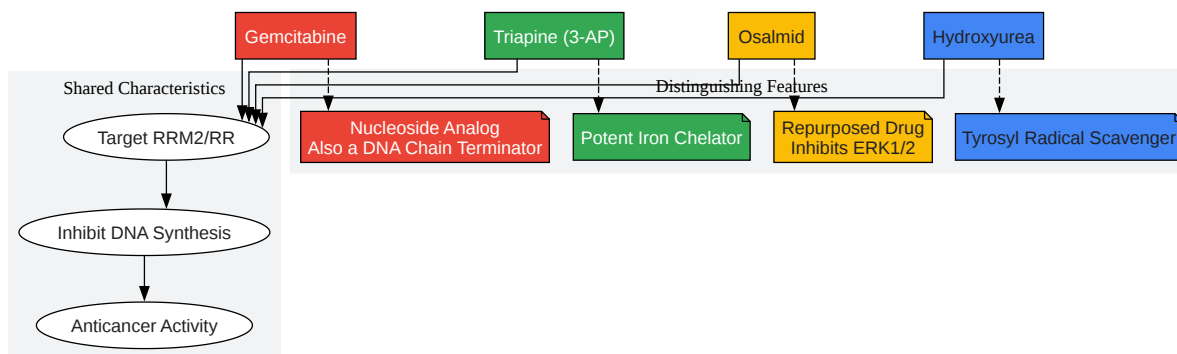 Gemcitabine
Triapine (3-AP)
Osalmid
Hydroxyurea
Shared Characteristics
Distinguishing Features
Target RRM2/RR
Nucleoside Analog
Also a DNA Chain Terminator
Potent Iron Chelator
Repurposed Drug
Inhibits ERK1/2
Tyrosyl Radical Scavenger
Inhibit DNA Synthesis
Anticancer Activity